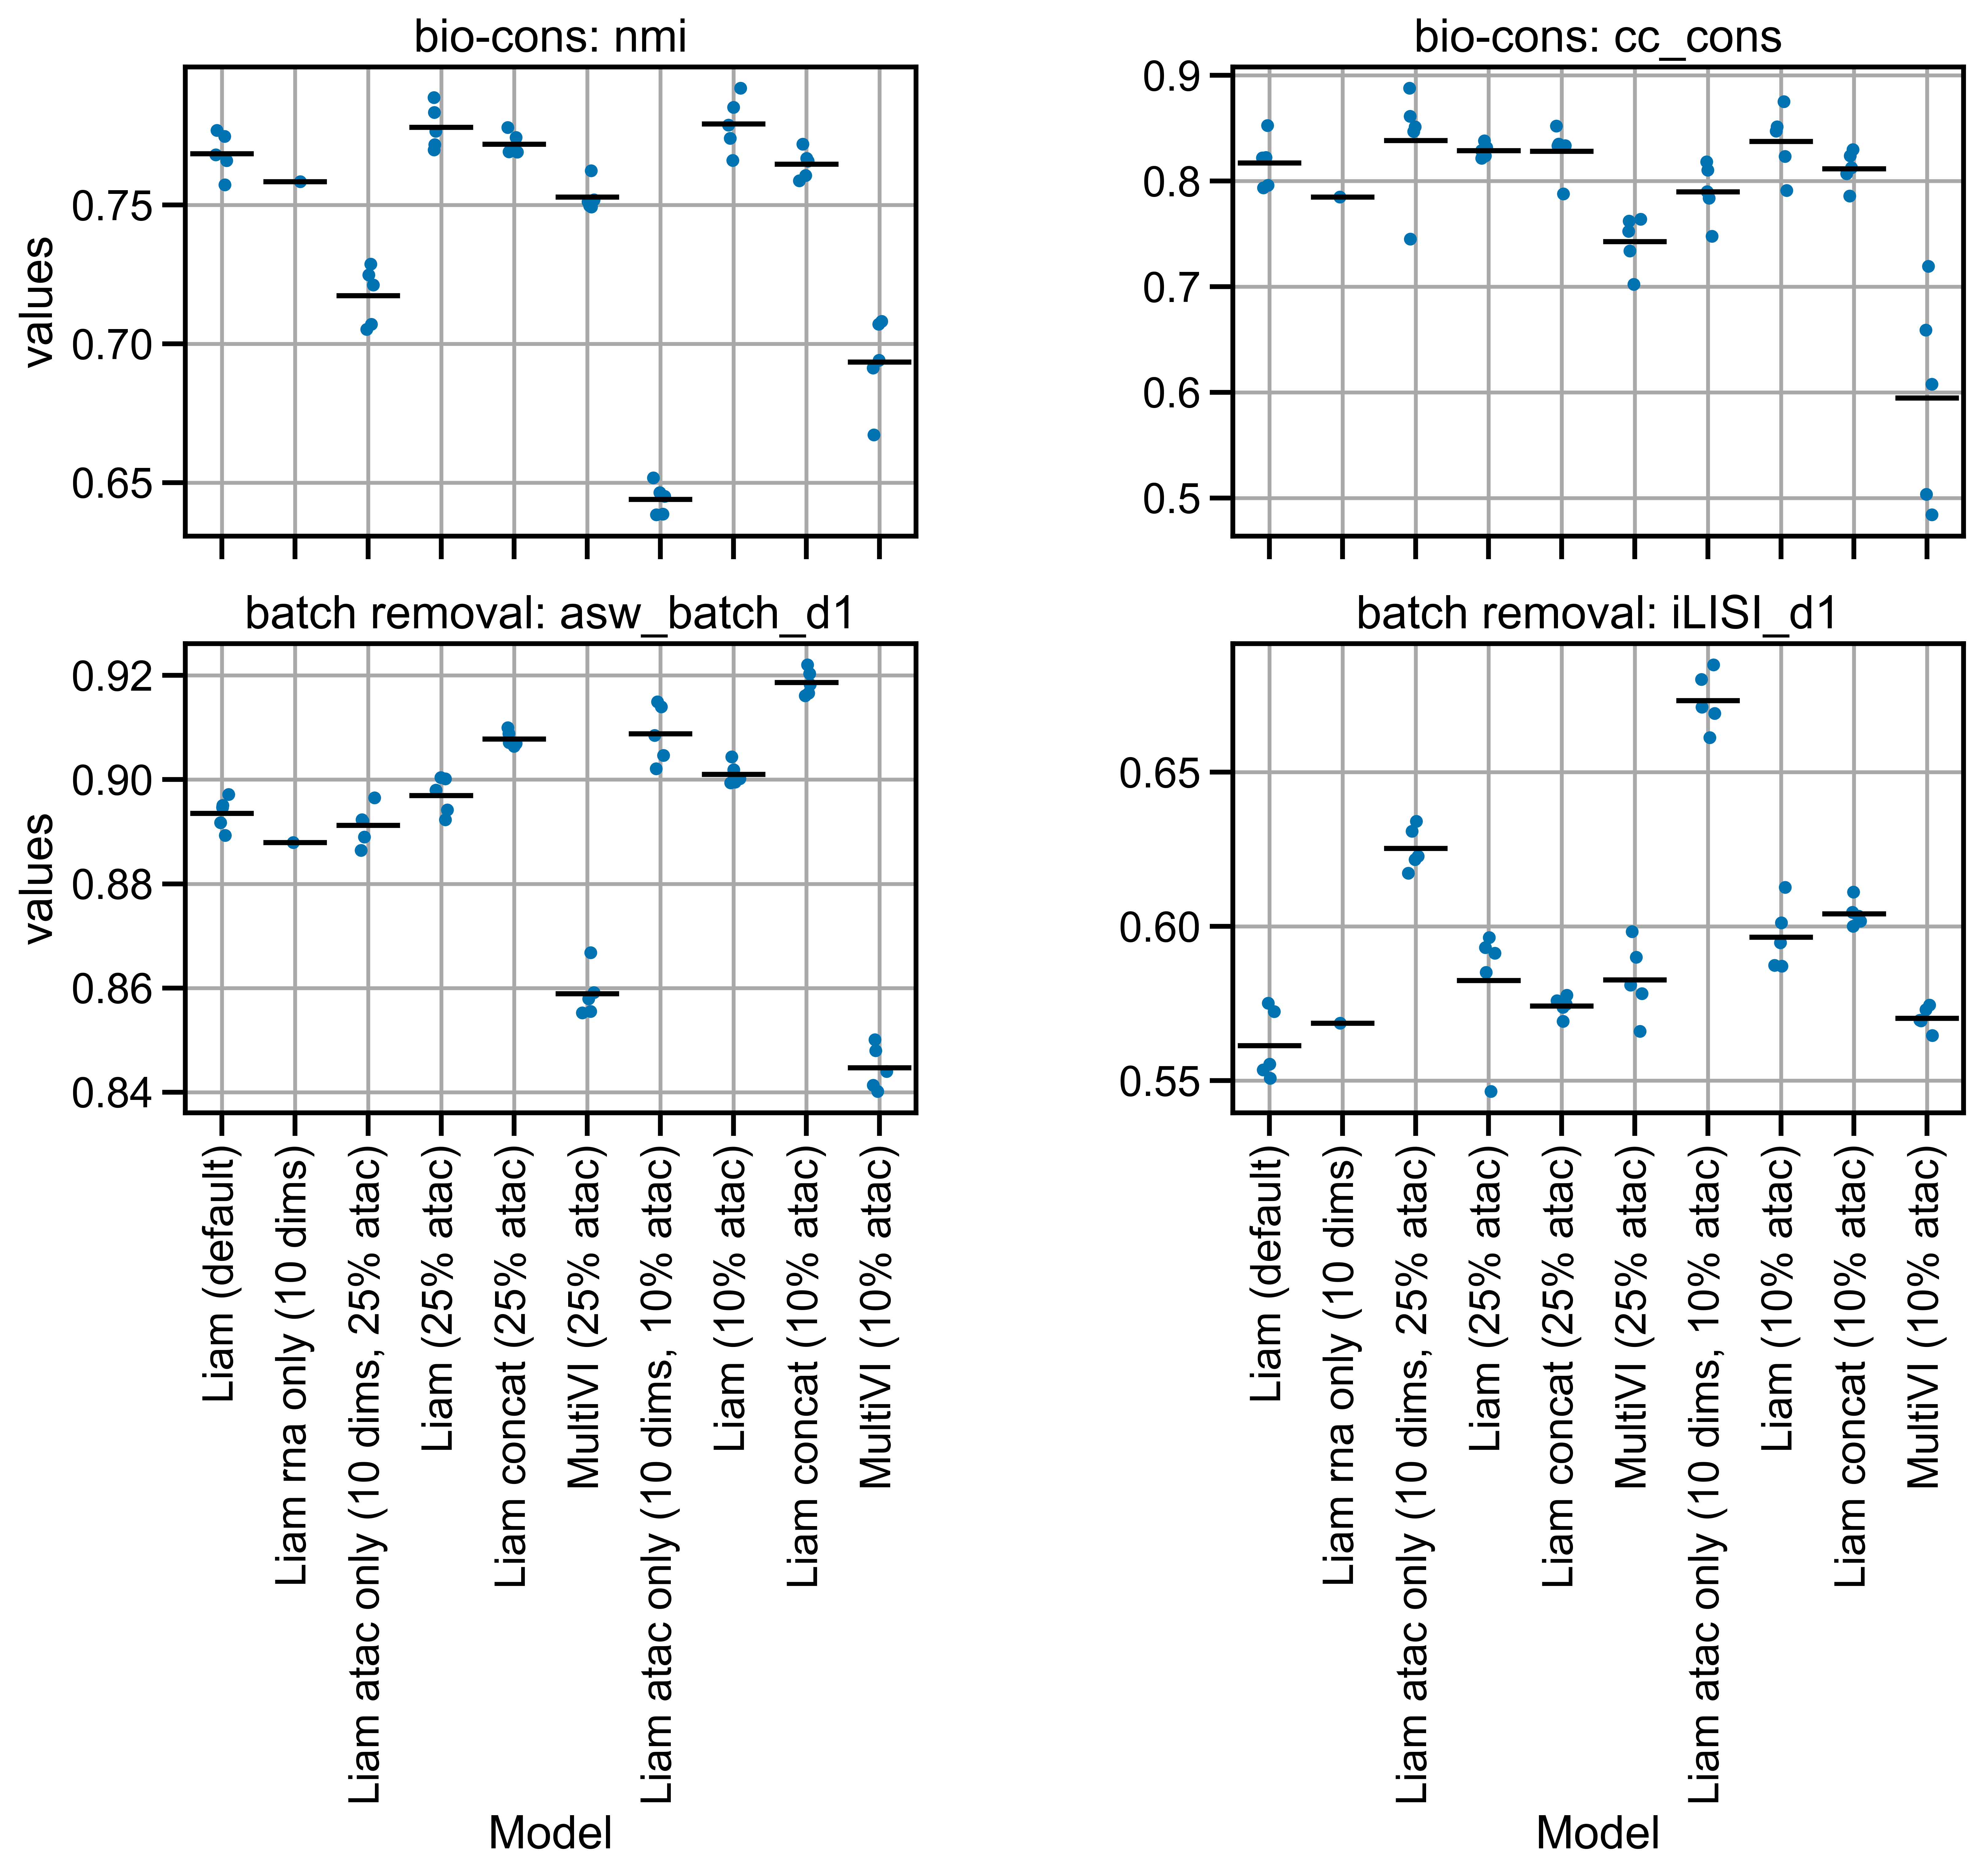 bio-cons: nmi
values
0.75
0.70
0.65
bio-cons: cc_cons
0.9
0.8
0.7
0.6
0.5
batch removal: asw_batch_d1
values
0.92
0.90
0.88
0.86
0.84
batch removal: iLISI_d1
0.65
0.60
0.55
Liam (default)
Liam rna only (10 dims)
Liam atac only (10 dims, 25% atac)
Liam (25% atac)
Liam concat (25% atac)
MultiVI (25% atac)
Liam atac only (10 dims, 10% atac)
Liam (10% atac)
Liam concat (10% atac)
MultiVI (10% atac)
Model
Liam (default)
Liam rna only (10 dims)
Liam atac only (10 dims, 25% atac)
Liam (25% atac)
Liam concat (25% atac)
MultiVI (25% atac)
Liam atac only (10 dims, 10% atac)
Liam (10% atac)
Liam concat (10% atac)
MultiVI (10% atac)
Model